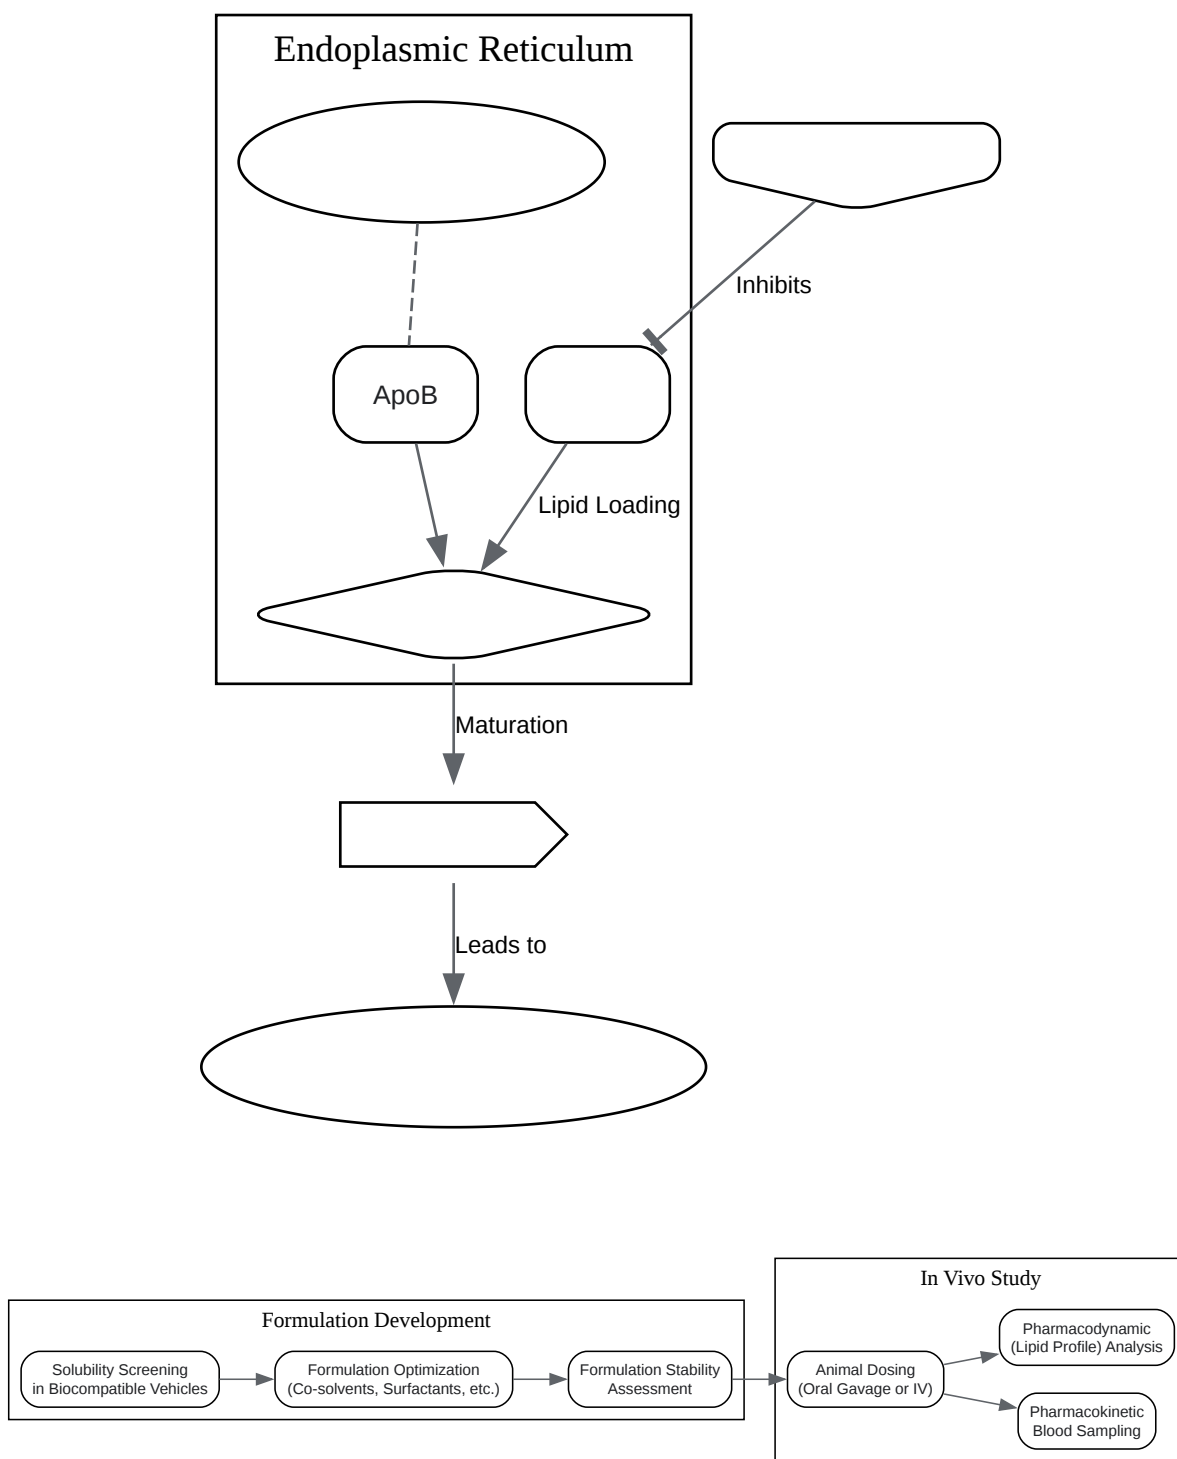 Endoplasmic Reticulum
Inhibits
ApoB
Lipid Loading
Maturation
Leads to
Formulation Development
Solubility Screening
in Biocompatible Vehicles
Formulation Optimization
(Co-solvents, Surfactants, etc.)
Formulation Stability
Assessment
In Vivo Study
Animal Dosing
(Oral Gavage or IV)
Pharmacodynamic
(Lipid Profile) Analysis
Pharmacokinetic
Blood Sampling